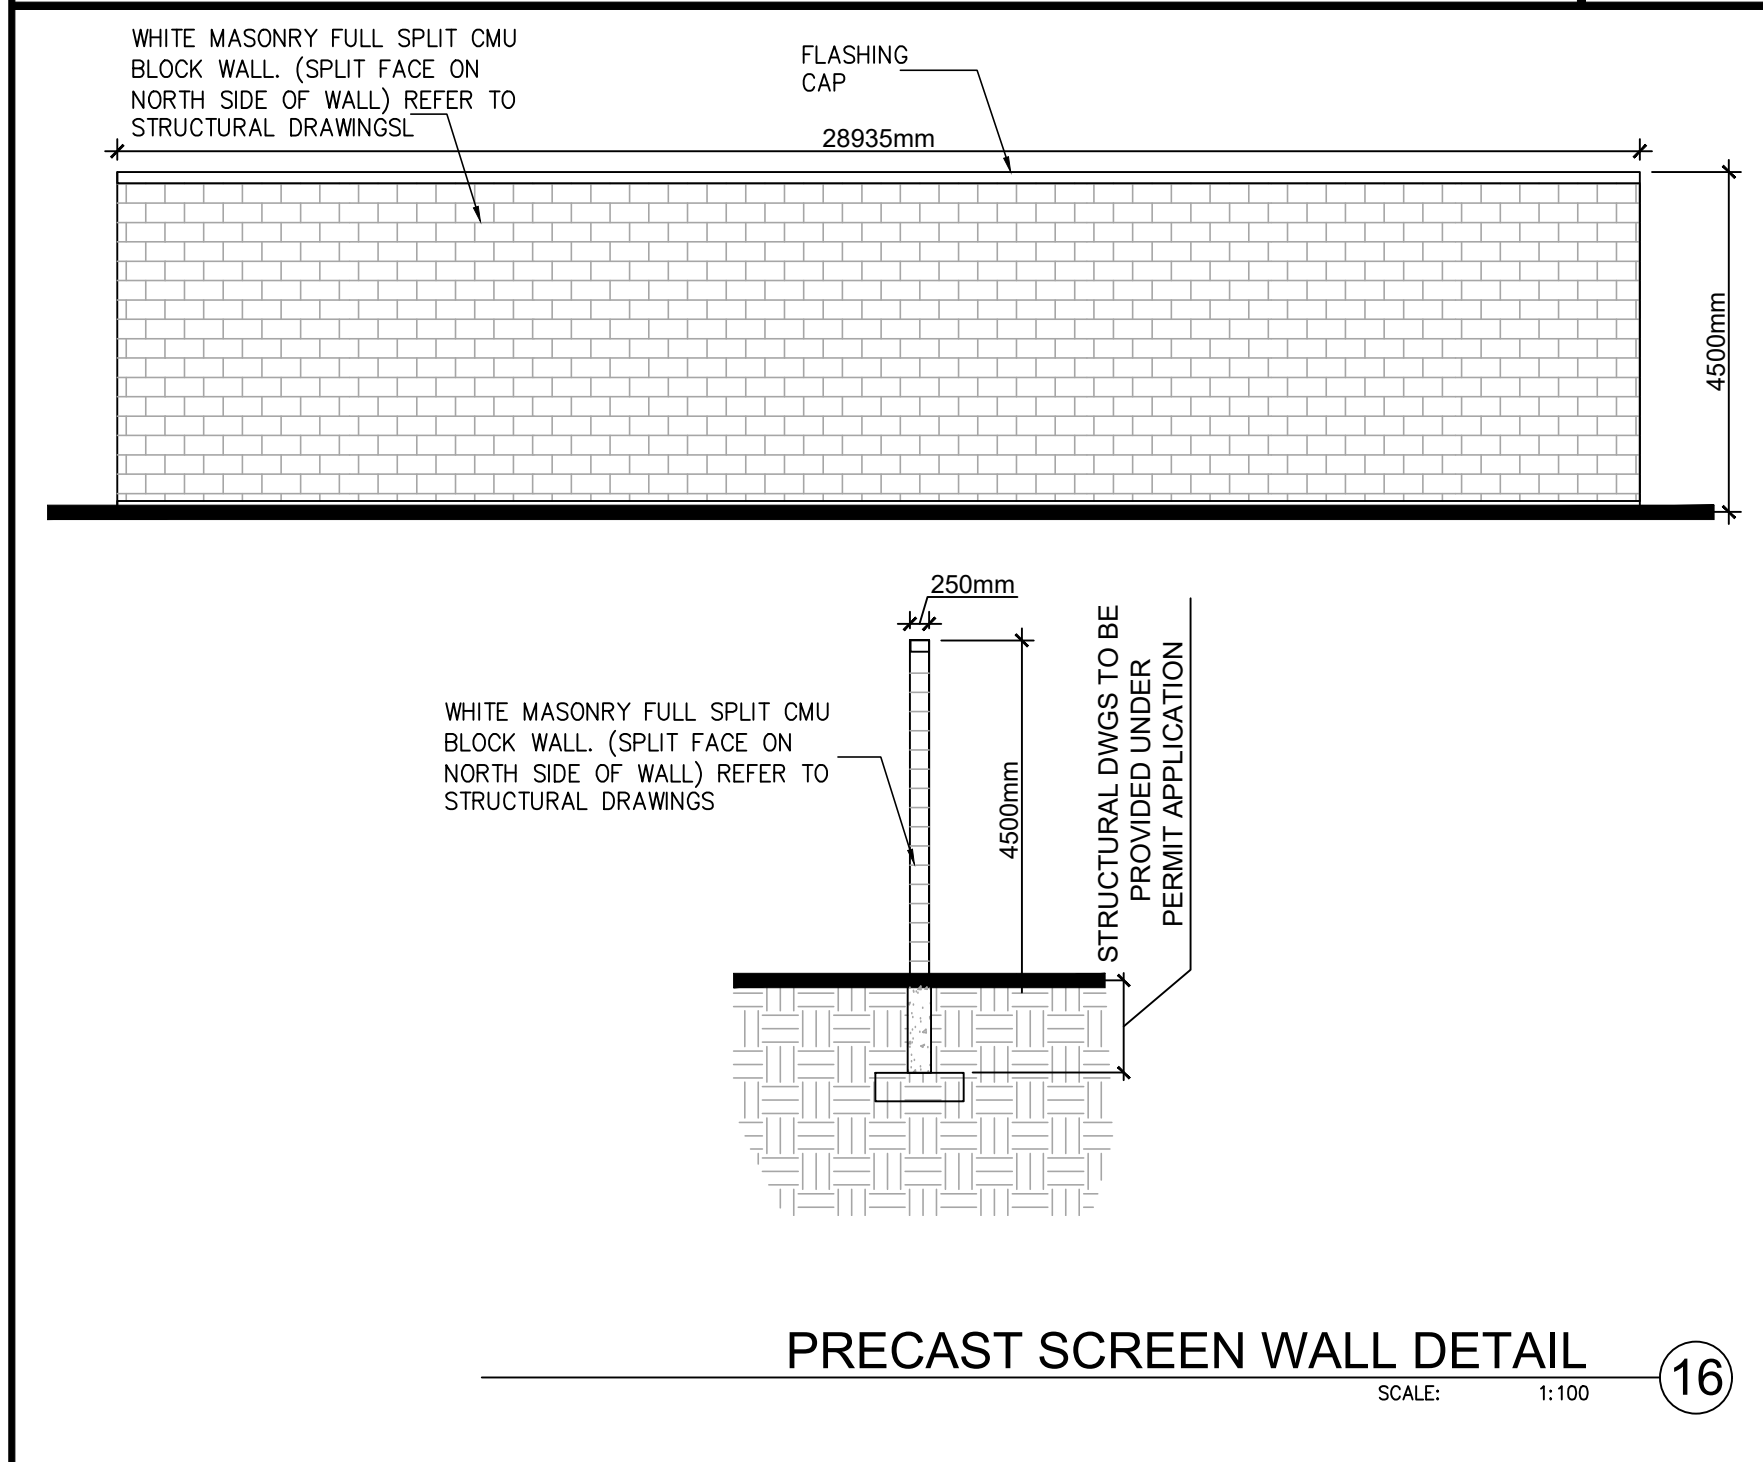 WHITE MASONRY FULL SPLIT CMU
BLOCK WALL. (SPLIT FACE ON
NORTH SIDE OF WALL) REFER TO
STRUCTURAL DRAWINGSL
FLASHING
CAP
28935mm
4500mm
250mm
WHITE MASONRY FULL SPLIT CMU
BLOCK WALL. (SPLIT FACE ON
NORTH SIDE OF WALL) REFER TO
STRUCTURAL DRAWINGS
4500mm
STRUCTURAL DWGS TO BE
PROVIDED UNDER
PERMIT APPLICATION
PRECAST SCREEN WALL DETAIL
SCALE: 1:100
16